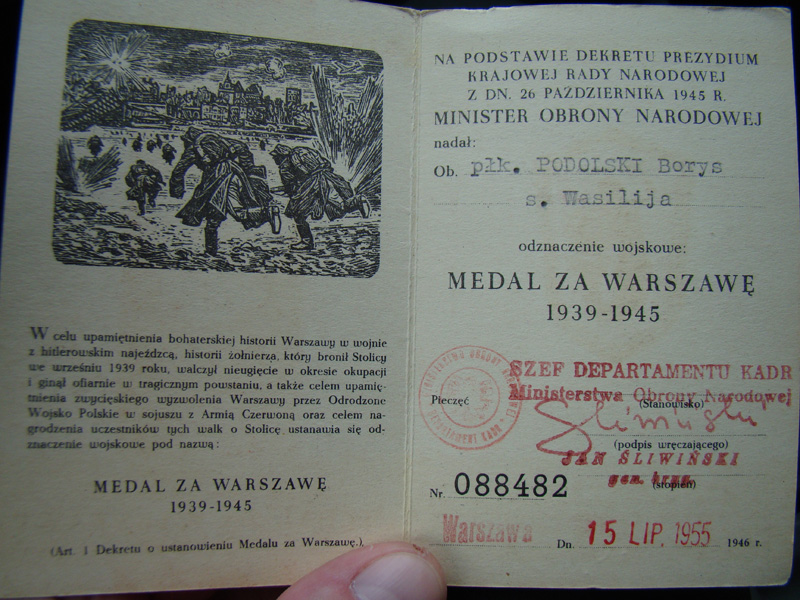 W celu upamiętnienia bohaterskiej historii Warszawy w wojnie
z hitlerowskim najeźdzcą, historii żołnierza, który bronił Stolicy
we wrześniu 1939 roku, walczył nieugięcie w okresie okupacji
i ginął ofiarnie w tragicznym powstaniu, a także celem upamię-
tnienia zwycięskiego wyzwolenia Warszawy przez Odrodzone
Wojsko Polskie w sojuszu z Armią Czerwoną oraz celem na-
grodzenia uczestników tych walk o Stolicę ustanawia się od-
znaczenie wojskowe pod nazwą:
MEDAL ZA WARSZAWĘ
1939-1945
(Art. 1 Dekretu o ustanowieniu Medalu za Warszawę.)
NA PODSTAWIE DEKRETU PREZYDIUM
KRAJOWEJ RADY NARODOWEJ
Z DN. 26 PAŹDZIERNIKA 1945 R.
MINISTER OBRONY NARODOWEJ
nadał:
Ob. płk. PODOLSKI Borys
s. Wasilija
odznaczenie wojskowe:
MEDAL ZA WARSZAWĘ
1939-1945
SZEF DEPARTAMENTU KADR
Ministerstwa Obrony Narodowej
Pieczęć
(Stanowisko)
(podpis wręczającego)
JAN ŚLIWIŃSKI
gen. bryg.
(stopień)
Nr. 088482
Warszawa Dn. 15 LIP. 1955 1946 r.